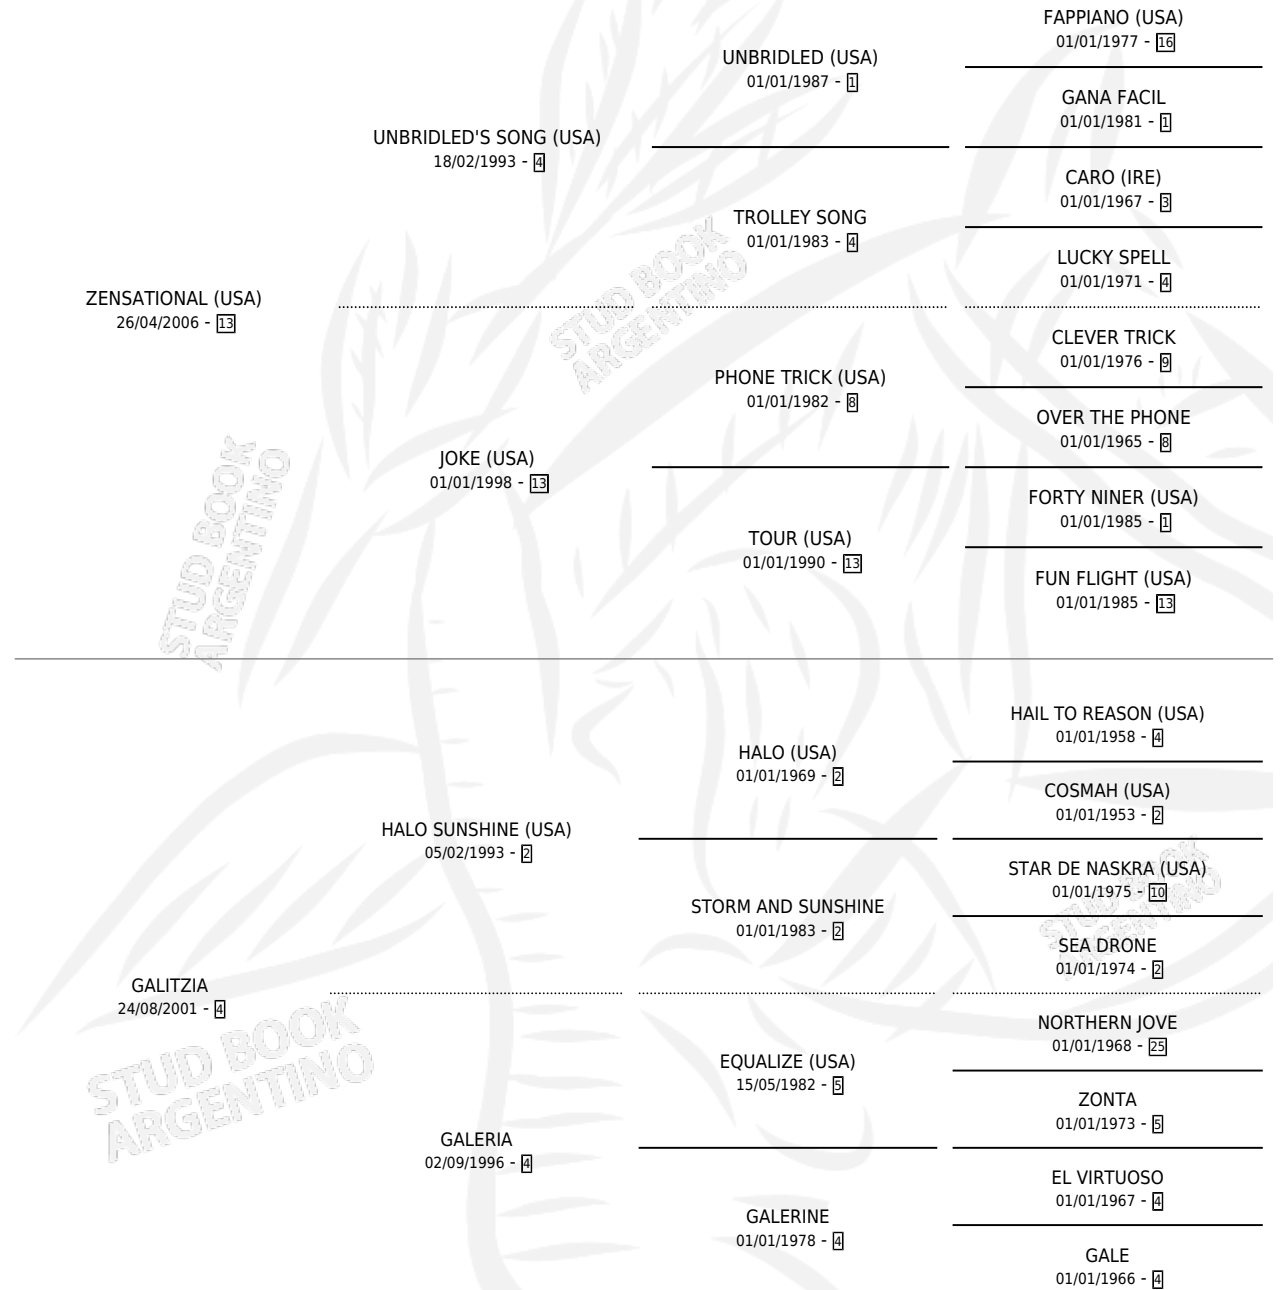 FAPPIANO (USA)
01/01/1977 - 16
UNBRIDLED (USA)
01/01/1987 - 1
GANA FACIL
01/01/1981 - 1
UNBRIDLED'S SONG (USA)
18/02/1993 - 4
CARO (IRE)
01/01/1967 - 3
TROLLEY SONG
01/01/1983 - 4
LUCKY SPELL
01/01/1971 - 4
ZENSATIONAL (USA)
26/04/2006 - 13
STUD BOOK
ARGENTINO
CLEVER TRICK
01/01/1976 - 9
PHONE TRICK (USA)
01/01/1982 - 8
OVER THE PHONE
01/01/1965 - 8
JOKE (USA)
01/01/1998 - 13
FORTY NINER (USA)
01/01/1985 - 1
TOUR (USA)
01/01/1990 - 13
FUN FLIGHT (USA)
01/01/1985 - 13
STUD BOOK
ARGENTINO
HAIL TO REASON (USA)
01/01/1958 - 4
HALO (USA)
01/01/1969 - 2
COSMAH (USA)
01/01/1953 - 2
HALO SUNSHINE (USA)
05/02/1993 - 2
STAR DE NASKRA (USA)
01/01/1975 - 10
STORM AND SUNSHINE
01/01/1983 - 2
SEA DRONE
01/01/1974 - 2
STUD BOOK
ARGENTINO
GALITZIA
24/08/2001 - 4
NORTHERN JOVE
01/01/1968 - 25
EQUALIZE (USA)
15/05/1982 - 5
ZONTA
01/01/1973 - 5
GALERIA
02/09/1996 - 4
EL VIRTUOSO
01/01/1967 - 4
GALERINE
01/01/1978 - 4
GALE
01/01/1966 - 4
STUD BOOK
ARGENTINO